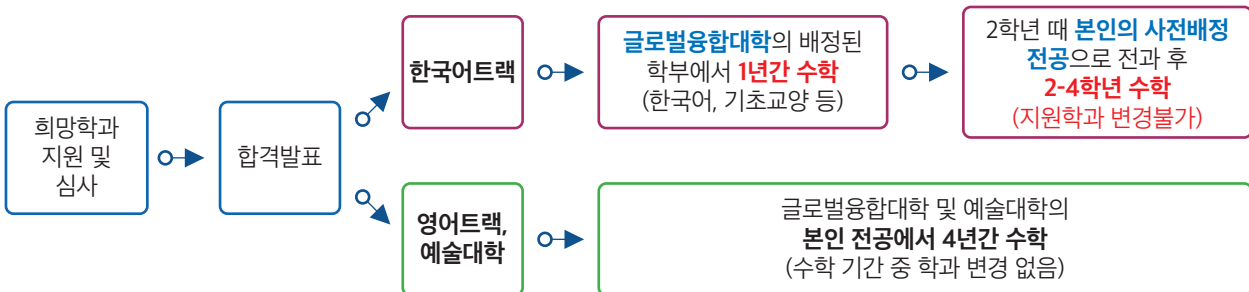 희망학과
지원 및
심사
합격발표
한국어트랙
글로벌융합대학의 배정된
학부에서 1년간 수학
(한국어, 기초교양 등)
2학년 때 본인의 사전배정
전공으로 전과 후
2-4학년 수학
(지원학과 변경불가)
영어트랙,
예술대학
글로벌융합대학 및 예술대학의
본인 전공에서 4년간 수학
(수학 기간 중 학과 변경 없음)